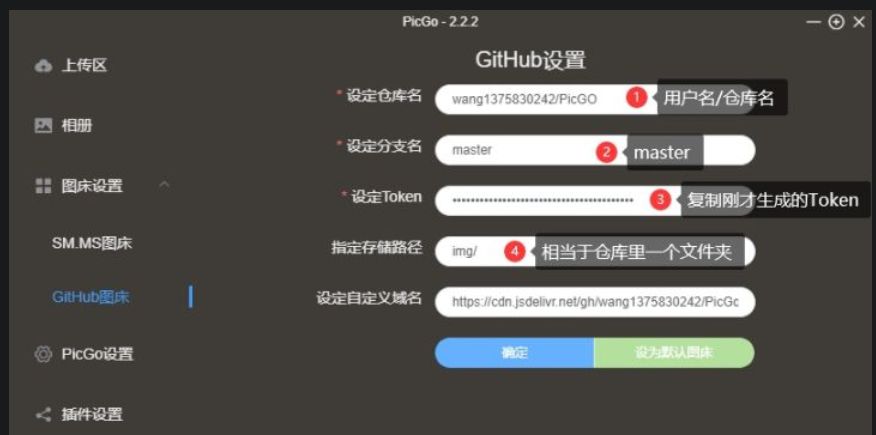 PicGo - 2.2.2
上传区
相册
图床设置
SM.MS图床
GitHub图床
PicGo设置
插件设置
GitHub设置
* 设定仓库名 wang1375830242/PicGO 1 用户名/仓库名
* 设定分支名 master 2 master
* 设定Token 3 复制刚才生成的Token
指定存储路径 img/ 4 相当于仓库里一个文件夹
设定自定义域名 https://cdn.jsdelivr.net/gh/wang1375830242/PicGo
确定 设为默认图床